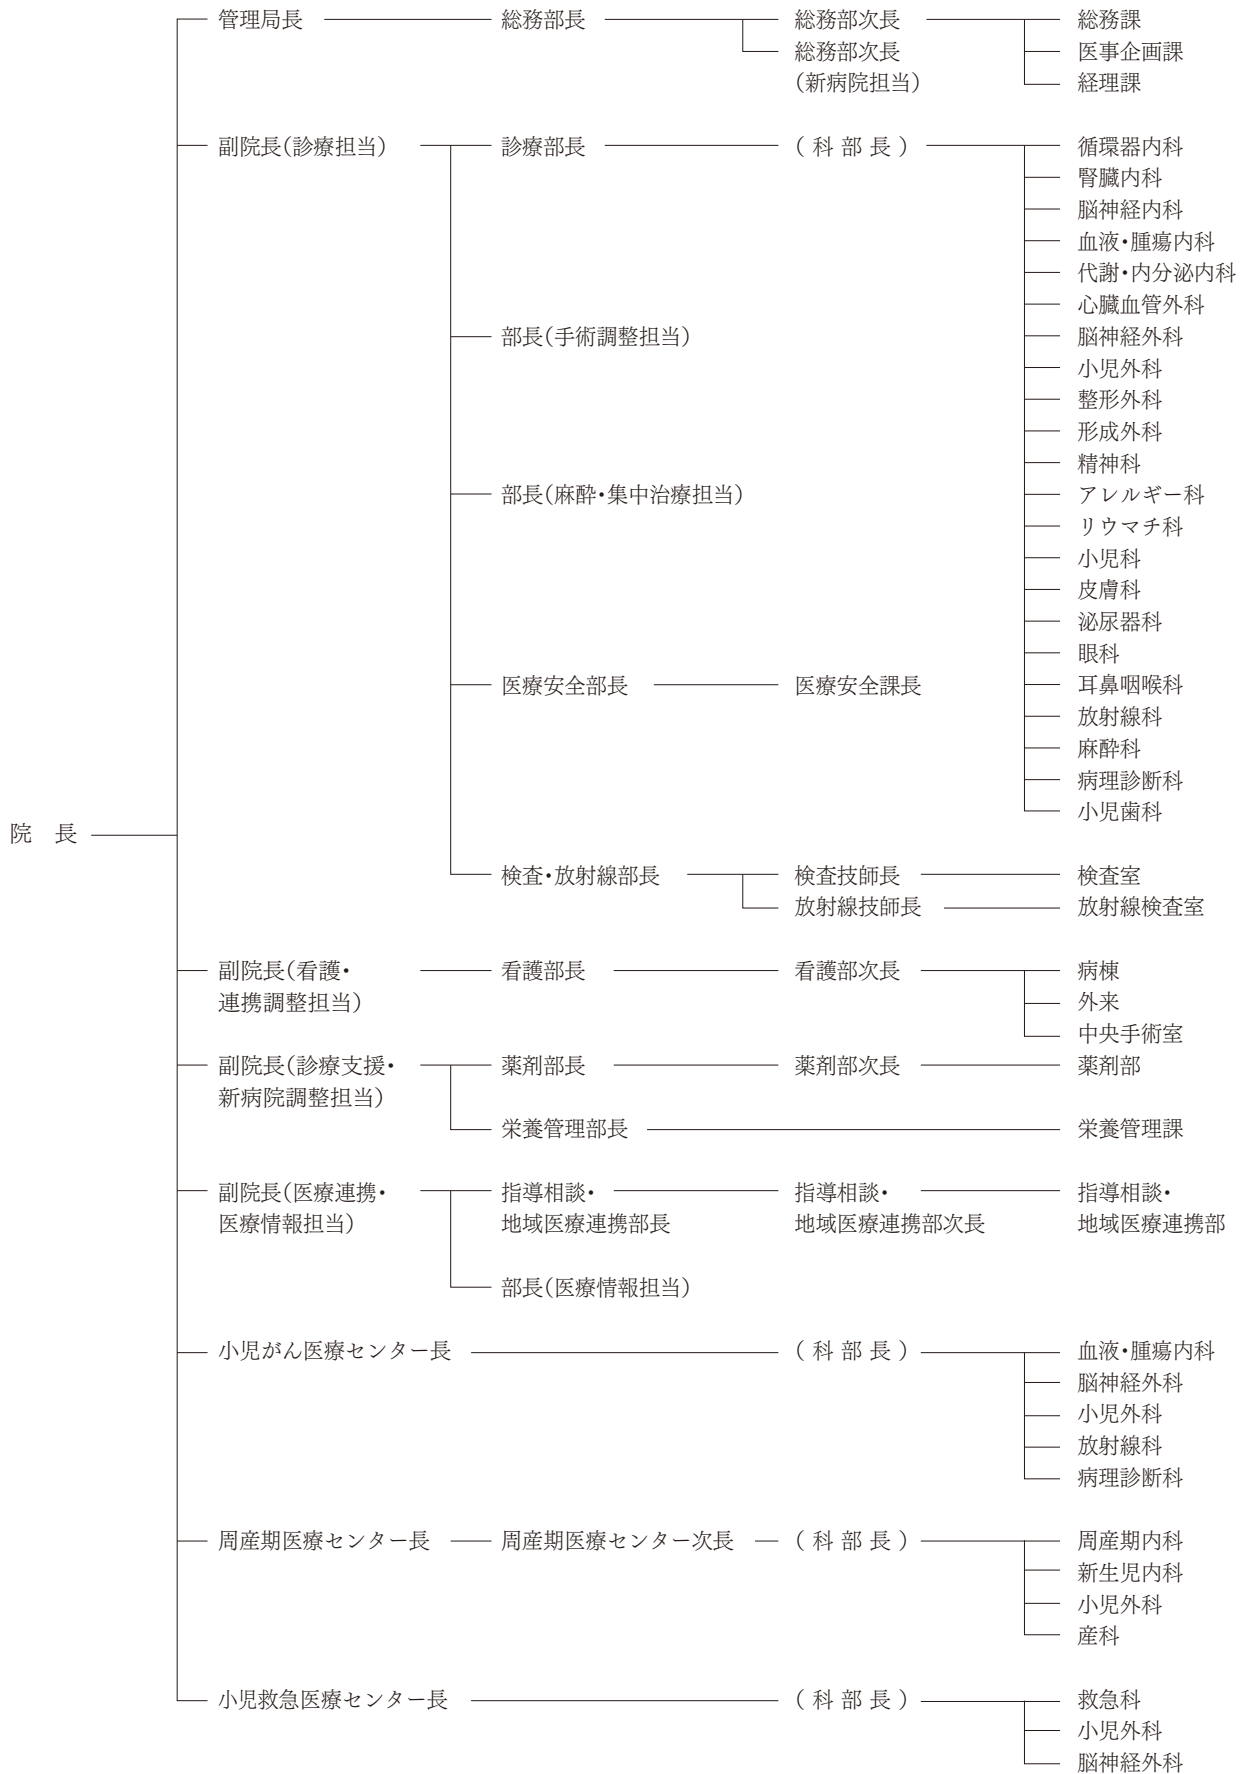 管理局長 総務部長 総務部次長 総務課
総務部次長 医事企画課
(新病院担当) 経理課
副院長(診療担当) 診療部長 (科部長) 循環器内科
腎臓内科
脳神経内科
血液・腫瘍内科
代謝・内分泌内科
心臓血管外科
部長(手術調整担当) 脳神経外科
小児外科
整形外科
形成外科
精神科
部長(麻酔・集中治療担当) アレルギー科
リウマチ科
小児科
皮膚科
泌尿器科
眼科
医療安全部長 医療安全課長 耳鼻咽喉科
放射線科
麻酔科
病理診断科
小児歯科
院 長
検査・放射線部長 検査技師長 検査室
放射線技師長 放射線検査室
副院長(看護・ 看護部長 看護部次長 病棟
連携調整担当) 外来
中央手術室
副院長(診療支援・ 薬剤部長 薬剤部次長 薬剤部
新病院調整担当)
栄養管理部長 栄養管理課
副院長(医療連携・ 指導相談・ 指導相談・ 指導相談・
医療情報担当) 地域医療連携部長 地域医療連携部次長 地域医療連携部
部長(医療情報担当)
小児がん医療センター長 (科部長) 血液・腫瘍内科
脳神経外科
小児外科
放射線科
病理診断科
周産期医療センター長 周産期医療センター次長 (科部長) 周産期内科
新生児内科
小児外科
産科
小児救急医療センター長 (科部長) 救急科
小児外科
脳神経外科